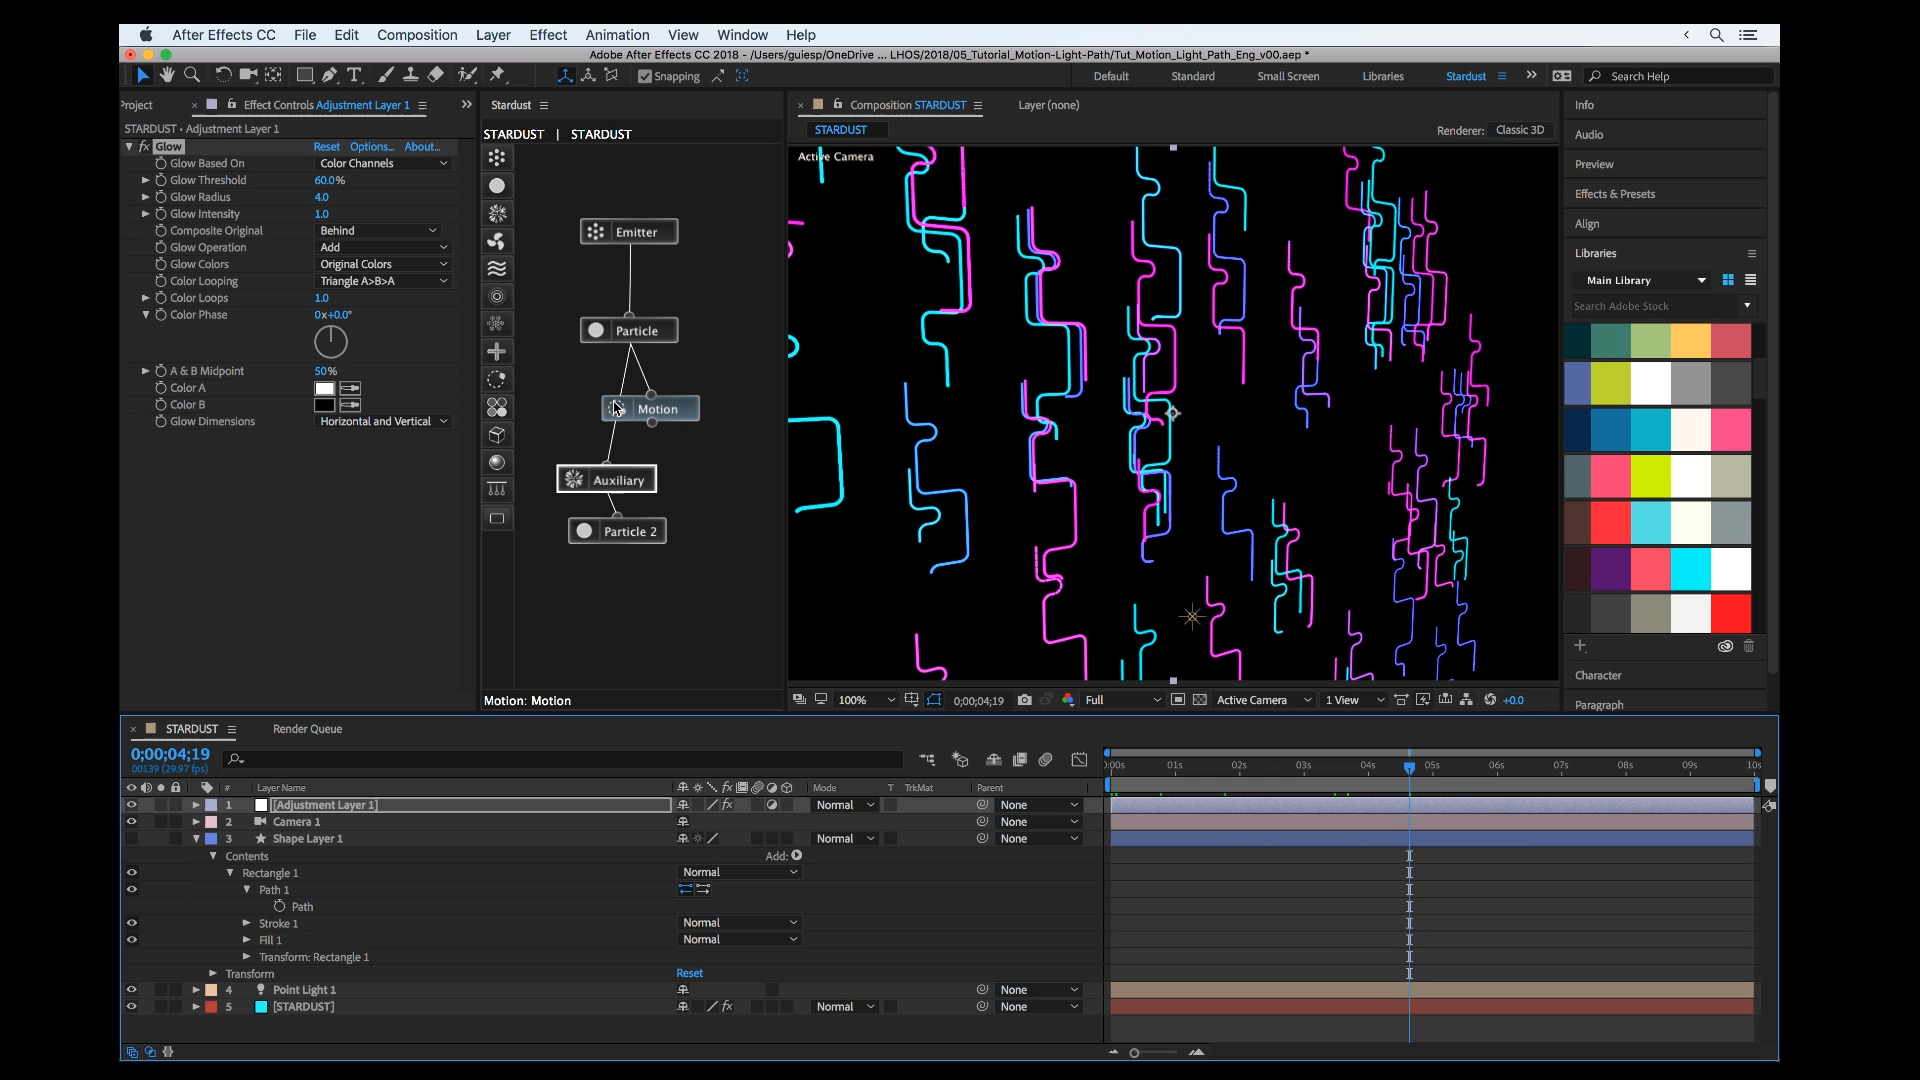 After Effects CC File Edit Composition Layer Effect Animation View Window Help
Adobe After Effects CC 2018 - /Users/guiesp/OneDrive ... LHOS/2018/05_Tutorial_Motion-Light-Path/Tut_Motion_Light_Path_Eng_v00.aep *
Snapping Default Standard Small Screen Libraries Stardust Search Help
Project Effect Controls Adjustment Layer 1
STARDUST • Adjustment Layer 1
fx Glow Reset Options... About...
Glow Based On Color Channels
Glow Threshold 60.0%
Glow Radius 4.0
Glow Intensity 1.0
Composite Original Behind
Glow Operation Add
Glow Colors Original Colors
Color Looping Triangle A>B>A
Color Loops 1.0
Color Phase 0x+0.0°
A & B Midpoint 50%
Color A
Color B
Glow Dimensions Horizontal and Vertical
Stardust
STARDUST | STARDUST
Emitter
Particle
Motion
Auxiliary
Particle 2
Motion: Motion
Composition STARDUST Layer (none)
STARDUST
Renderer: Classic 3D
Active Camera
100% 0;00;04;19 Full Active Camera 1 View +0.0
Info
Audio
Preview
Effects & Presets
Align
Libraries
Main Library
Search Adobe Stock
Character
Paragraph
STARDUST Render Queue
0;00;04;19
00139 (29.97 fps)
# Layer Name fx Mode T TrkMat Parent
:00s 01s 02s 03s 04s 05s 06s 07s 08s 09s 10s
1 [Adjustment Layer 1] fx Normal None
2 Camera 1 None
3 Shape Layer 1 Normal None
Contents Add:
Rectangle 1 Normal
Path 1
Path
Stroke 1 Normal
Fill 1 Normal
Transform: Rectangle 1
Transform Reset
4 Point Light 1 None
5 [STARDUST] fx Normal None